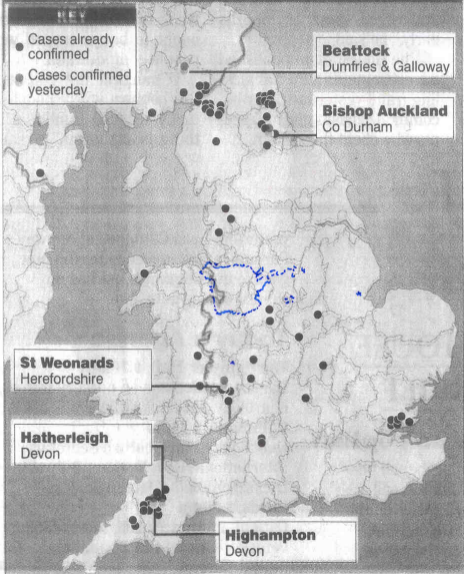 KEY
Cases already
confirmed
Cases confirmed
yesterday
Beattock
Dumfries & Galloway
Bishop Auckland
Co Durham
St Weonards
Herefordshire
Hatherleigh
Devon
Highampton
Devon